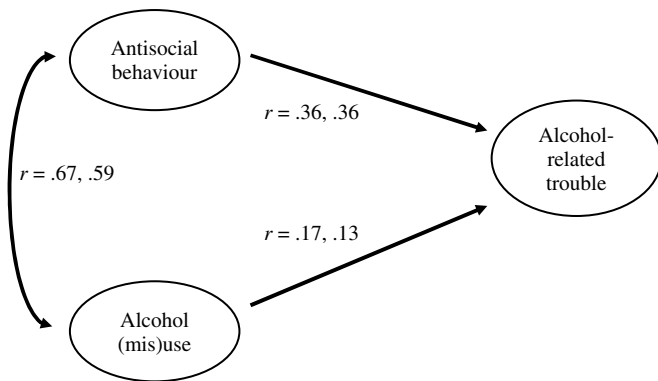 Antisocial
behaviour
r = .36, .36
Alcohol-
related
trouble
r = .67, .59
r = .17, .13
Alcohol
(mis)use